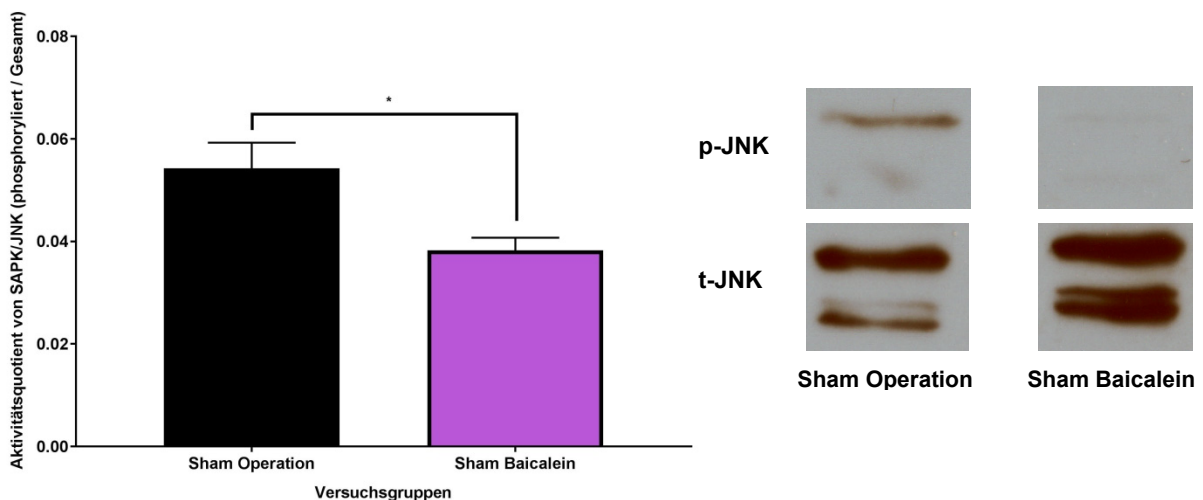 Aktivitätsquotient von SAPK/JNK (phosphoryliert / Gesamt)
0.08
0.06
0.04
0.02
0.00
*
Sham Operation
Sham Baicalein
Versuchsgruppen
p-JNK
t-JNK
Sham Operation
Sham Baicalein